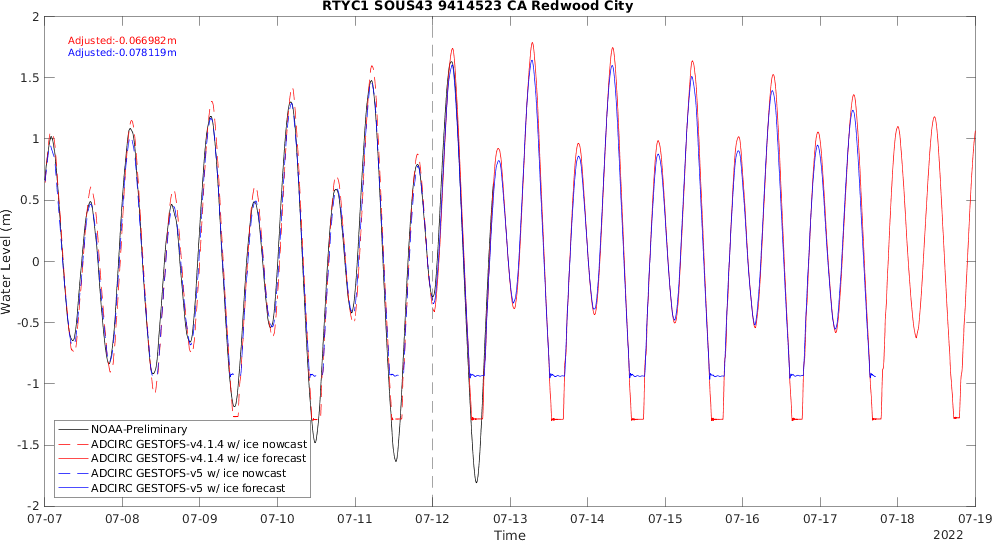 RTYC1 SOUS43 9414523 CA Redwood City
Adjusted:-0.066982m
Adjusted:-0.078119m
2
1.5
1
0.5
0
-0.5
-1
-1.5
-2
Water Level (m)
NOAA-Preliminary
ADCIRC GESTOFS-v4.1.4 w/ ice nowcast
ADCIRC GESTOFS-v4.1.4 w/ ice forecast
ADCIRC GESTOFS-v5 w/ ice nowcast
ADCIRC GESTOFS-v5 w/ ice forecast
07-07 07-08 07-09 07-10 07-11 07-12 07-13 07-14 07-15 07-16 07-17 07-18 07-19
Time
2022